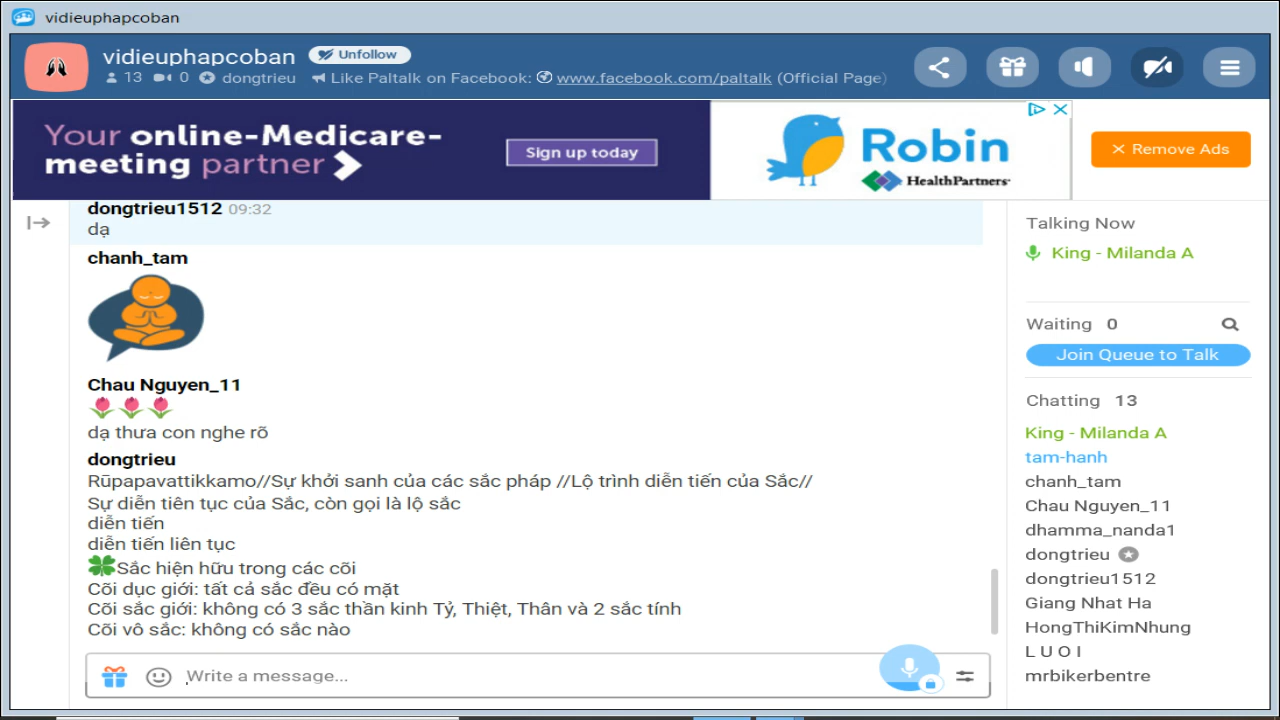 vidieuphapcoban
vidieuphapcoban
Unfollow
13 0 dongtrieu Like Paltalk on Facebook: www.facebook.com/paltalk (Official Page)
Your online-Medicare-
meeting partner
Sign up today
Robin
HealthPartners
× Remove Ads
dongtrieu1512 09:32
dạ
chanh_tam
Chau Nguyen_11
dạ thưa con nghe rõ
dongtrieu
Rūpapavattikkamo//Sự khởi sanh của các sắc pháp //Lộ trình diễn tiến của Sắc//
Sự diễn tiên tục của Sắc, còn gọi là lộ sắc
diễn tiến
diễn tiến liên tục
Sắc hiện hữu trong các cõi
Cõi dục giới: tất cả sắc đều có mặt
Cõi sắc giới: không có 3 sắc thần kinh Tỷ, Thiệt, Thân và 2 sắc tính
Cõi vô sắc: không có sắc nào
Write a message...
Talking Now
King - Milanda A
Waiting 0
Join Queue to Talk
Chatting 13
King - Milanda A
tam-hanh
chanh_tam
Chau Nguyen_11
dhamma_nanda1
dongtrieu
dongtrieu1512
Giang Nhat Ha
HongThiKimNhung
L U O I
mrbikerbentre